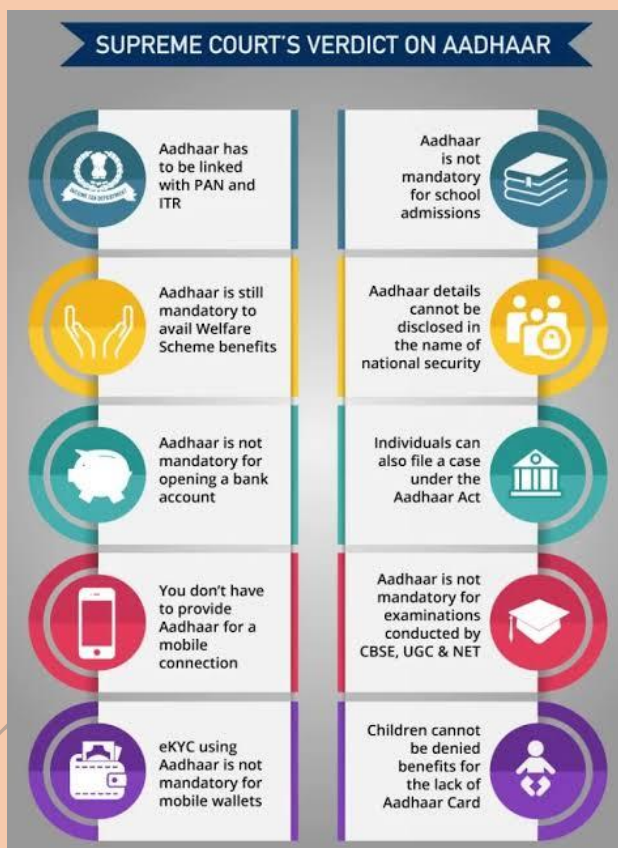 SUPREME COURT'S VERDICT ON AADHAAR
Aadhaar has
to be linked
with PAN and
ITR
Aadhaar
is not
mandatory
for school
admissions
INCOME TAX DEPARTMENT
Aadhaar is still
mandatory to
avail Welfare
Scheme benefits
Aadhaar details
cannot be
disclosed in
the name of
national security
Aadhaar is not
mandatory for
opening a bank
account
Individuals can
also file a case
under the
Aadhaar Act
You don't have
to provide
Aadhaar for a
mobile
connection
Aadhaar is not
mandatory for
examinations
conducted by
CBSE, UGC & NET
eKYC using
Aadhaar is not
mandatory for
mobile wallets
Children cannot
be denied
benefits for
the lack of
Aadhaar Card